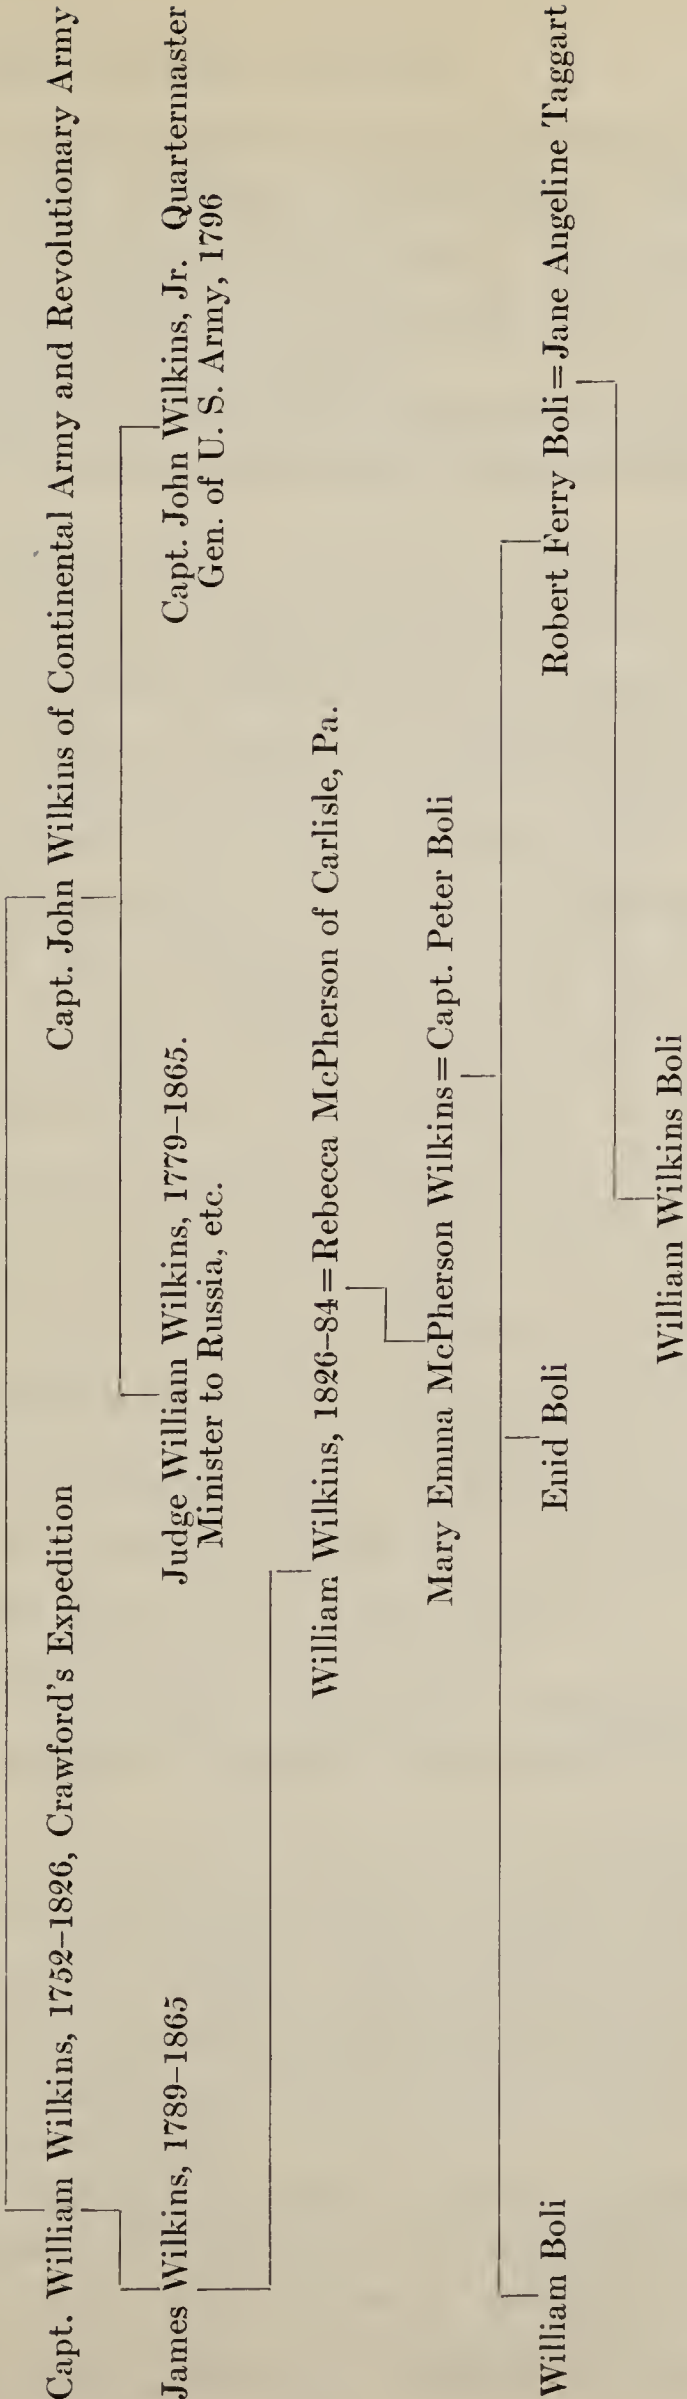 Capt. William Wilkins, 1752–1826, Crawford's Expedition
Capt. John Wilkins of Continental Army and Revolutionary Army
James Wilkins, 1789–1865
Judge William Wilkins, 1779–1865.
Minister to Russia, etc.
Capt. John Wilkins, Jr. Quartermaster
Gen. of U. S. Army, 1796
William Wilkins, 1826–84=Rebecca McPherson of Carlisle, Pa.
Mary Emma McPherson Wilkins=Capt. Peter Boli
William Boli
Enid Boli
Robert Ferry Boli=Jane Angeline Taggart
William Wilkins Boli